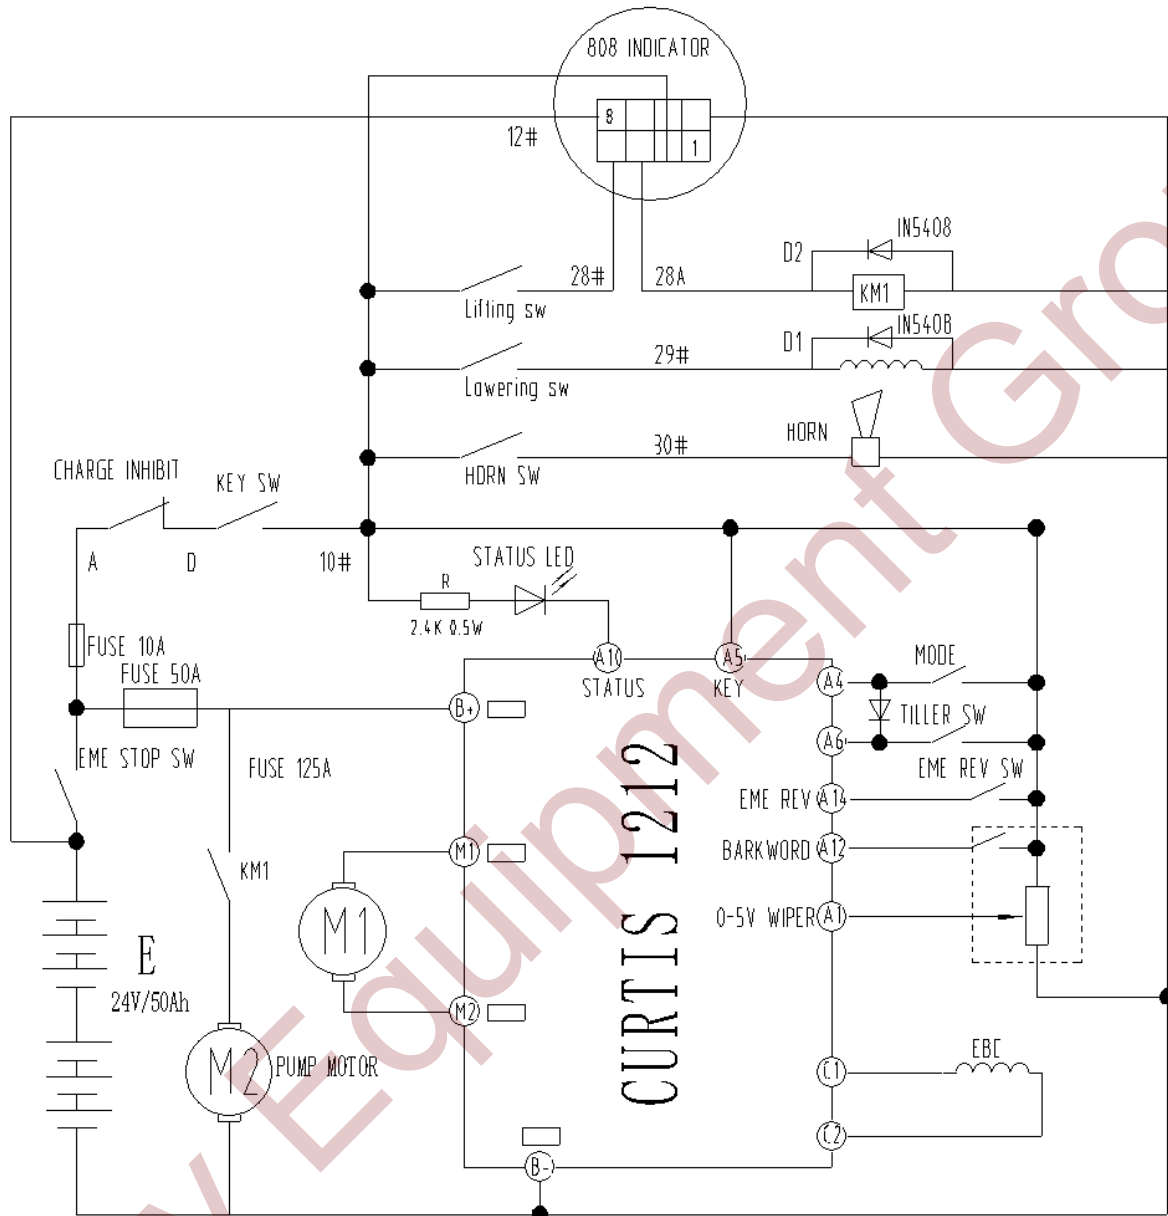 808 INDICATOR
8
12#
1
IN5408
D2
28#
28A
KM1
Lifting sw
IN5408
D1
29#
Lowering sw
HORN
30#
CHARGE INHIBIT
KEY SW
HORN SW
A
D
10#
STATUS LED
R
2.4K 0.5W
FUSE 10A
FUSE 50A
A10
A5
MODE
STATUS
KEY
A4
B+
TILLER SW
EME STOP SW
A6
FUSE 125A
EME REV SW
EME REV
A14
M1
BARKWORD
A12
KM1
0-5V WIPER
A1
M1
E
24V/50Ah
M2
CURTIS 1212
EBC
M2
PUMP MOTOR
C1
C2
B-
y Equipment Gro